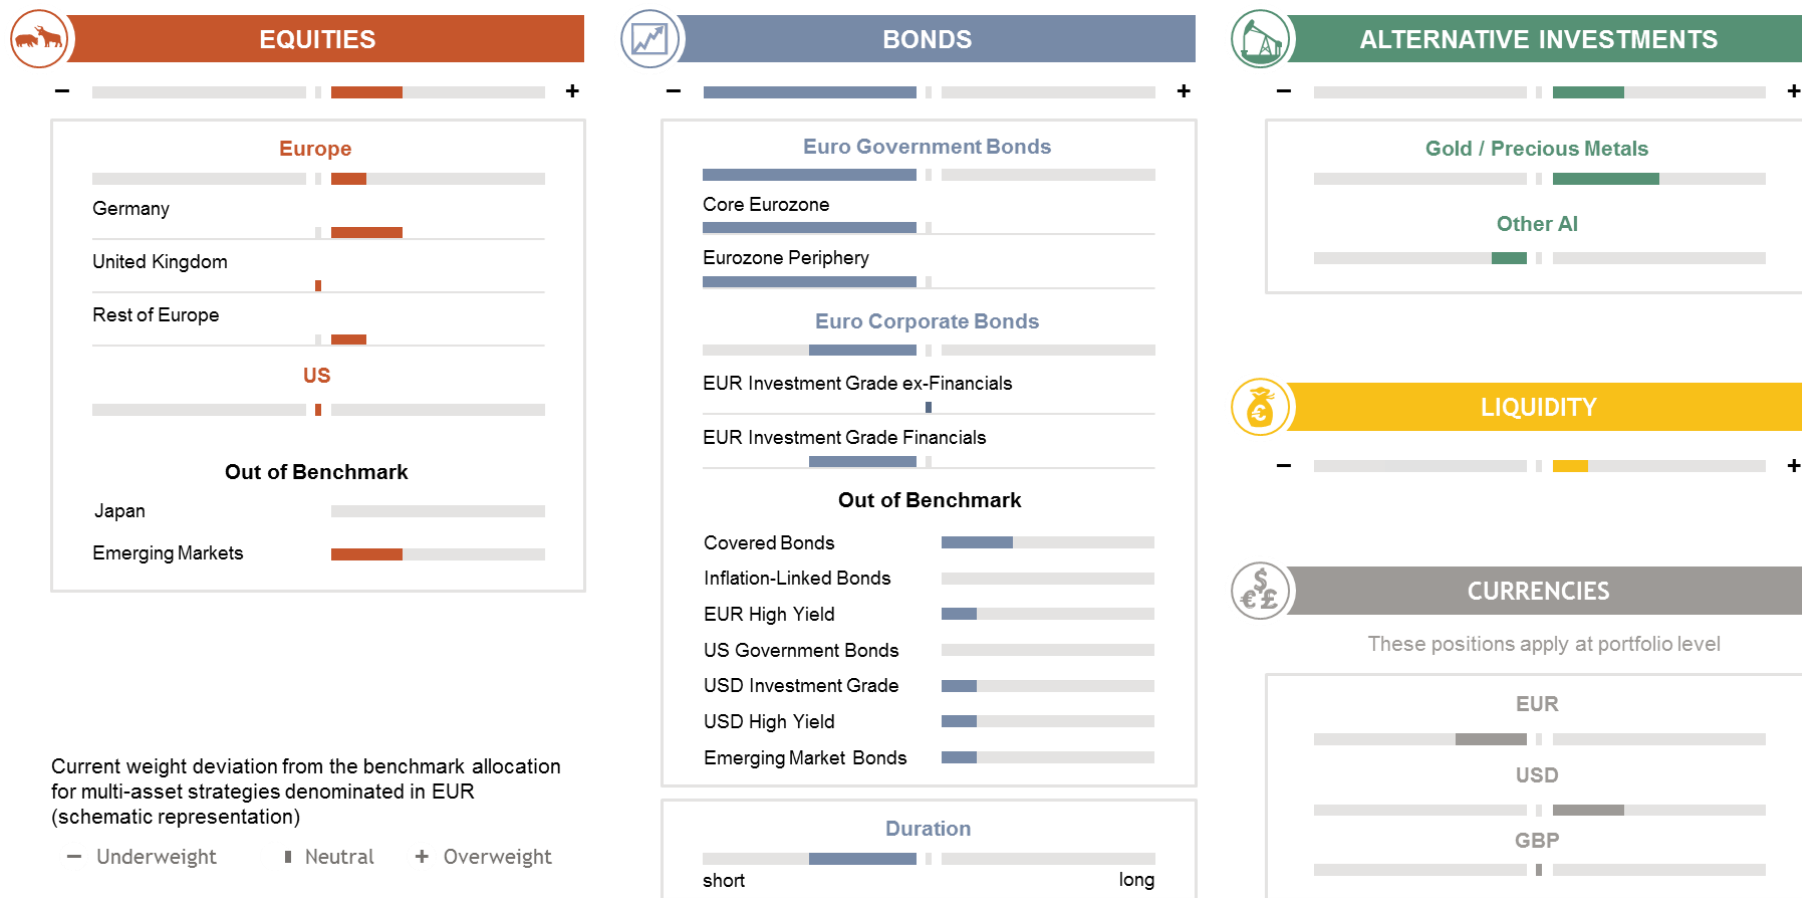 EQUITIES
− +
Europe
Germany
United Kingdom
Rest of Europe
US
Out of Benchmark
Japan
Emerging Markets
Current weight deviation from the benchmark allocation
for multi-asset strategies denominated in EUR
(schematic representation)
− Underweight Neutral + Overweight
BONDS
− +
Euro Government Bonds
Core Eurozone
Eurozone Periphery
Euro Corporate Bonds
EUR Investment Grade ex-Financials
EUR Investment Grade Financials
Out of Benchmark
Covered Bonds
Inflation-Linked Bonds
EUR High Yield
US Government Bonds
USD Investment Grade
USD High Yield
Emerging Market Bonds
Duration
short long
ALTERNATIVE INVESTMENTS
− +
Gold / Precious Metals
Other AI
€
LIQUIDITY
− +
$
€ £
CURRENCIES
These positions apply at portfolio level
EUR
USD
GBP